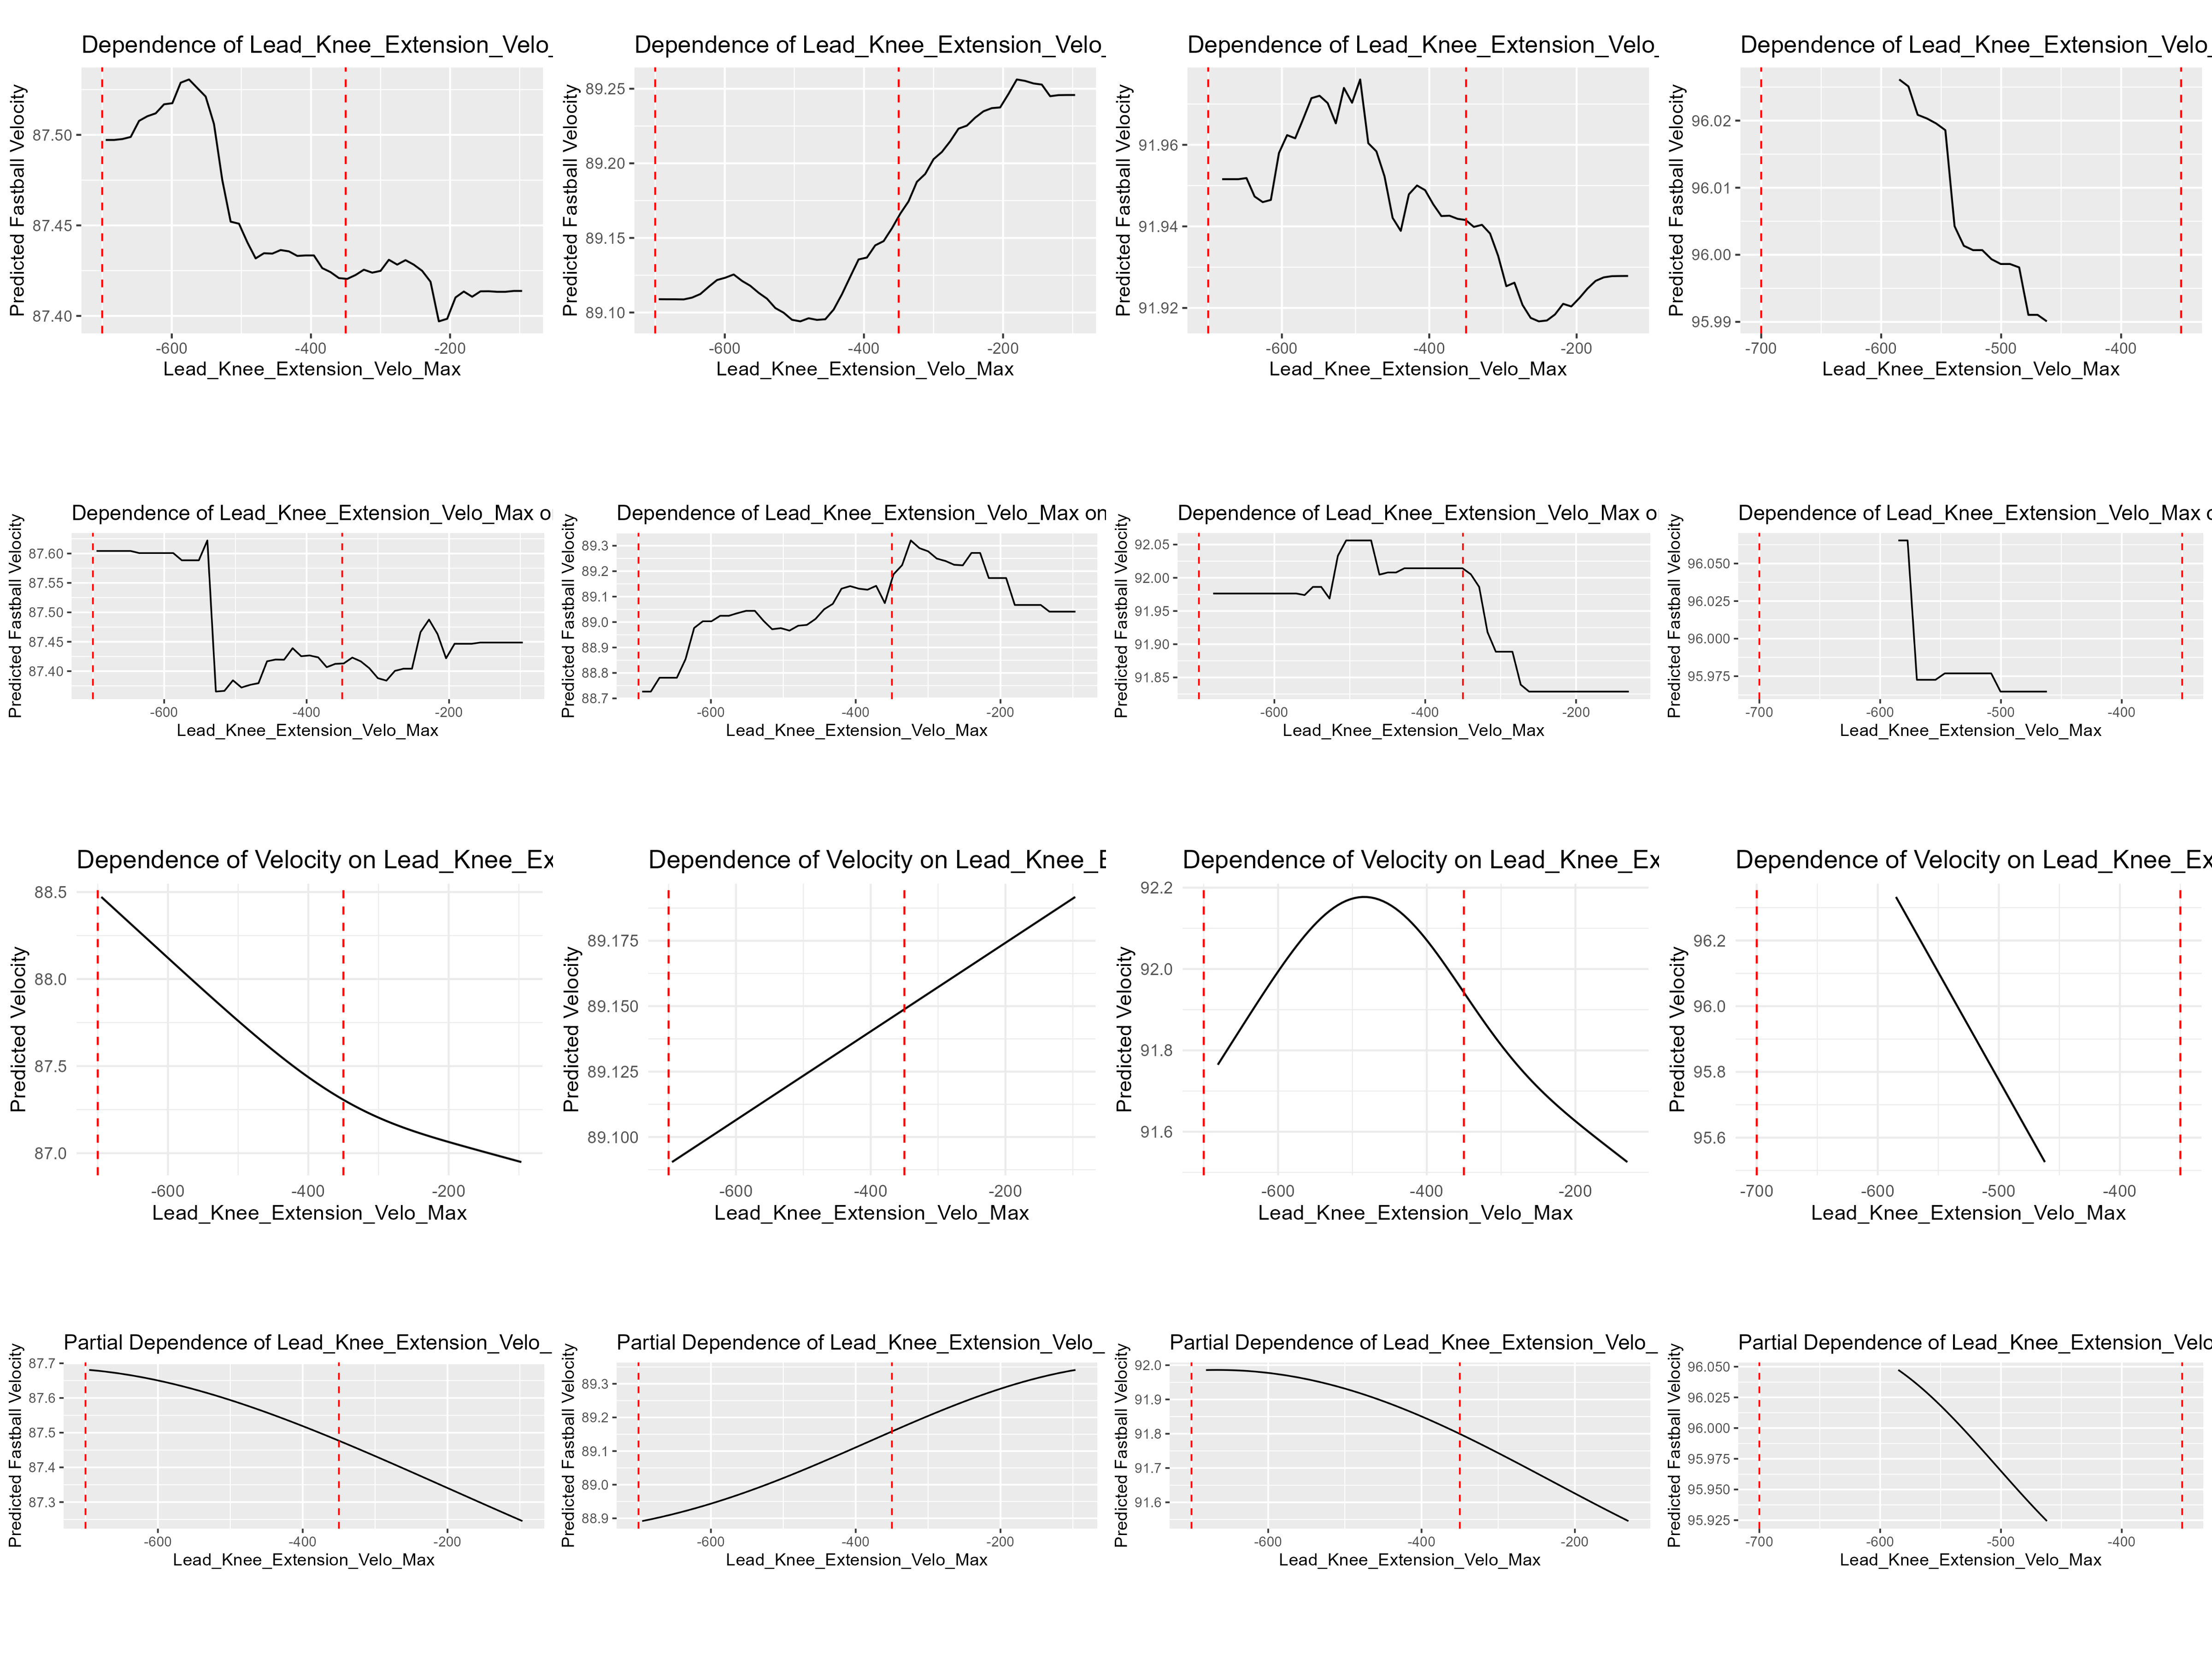 Dependence of Lead_Knee_Extension_Velo_
Predicted Fastball Velocity
87.50
87.45
87.40
-600 -400 -200
Lead_Knee_Extension_Velo_Max
Dependence of Lead_Knee_Extension_Velo_
Predicted Fastball Velocity
89.25
89.20
89.15
89.10
-600 -400 -200
Lead_Knee_Extension_Velo_Max
Dependence of Lead_Knee_Extension_Velo_
Predicted Fastball Velocity
91.96
91.94
91.92
-600 -400 -200
Lead_Knee_Extension_Velo_Max
Dependence of Lead_Knee_Extension_Velo_
Predicted Fastball Velocity
96.02
96.01
96.00
95.99
-700 -600 -500 -400
Lead_Knee_Extension_Velo_Max
Dependence of Lead_Knee_Extension_Velo_Max o
Predicted Fastball Velocity
87.60
87.55
87.50
87.45
87.40
-600 -400 -200
Lead_Knee_Extension_Velo_Max
Dependence of Lead_Knee_Extension_Velo_Max on
Predicted Fastball Velocity
89.3
89.2
89.1
89.0
88.9
88.8
88.7
-600 -400 -200
Lead_Knee_Extension_Velo_Max
Dependence of Lead_Knee_Extension_Velo_Max o
Predicted Fastball Velocity
92.05
92.00
91.95
91.90
91.85
-600 -400 -200
Lead_Knee_Extension_Velo_Max
Dependence of Lead_Knee_Extension_Velo_Max o
Predicted Fastball Velocity
96.050
96.025
96.000
95.975
-700 -600 -500 -400
Lead_Knee_Extension_Velo_Max
Dependence of Velocity on Lead_Knee_Ex
Predicted Velocity
88.5
88.0
87.5
87.0
-600 -400 -200
Lead_Knee_Extension_Velo_Max
Dependence of Velocity on Lead_Knee_E
Predicted Velocity
89.175
89.150
89.125
89.100
-600 -400 -200
Lead_Knee_Extension_Velo_Max
Dependence of Velocity on Lead_Knee_Ex
Predicted Velocity
92.2
92.0
91.8
91.6
-600 -400 -200
Lead_Knee_Extension_Velo_Max
Dependence of Velocity on Lead_Knee_Ex
Predicted Velocity
96.2
96.0
95.8
95.6
-700 -600 -500 -400
Lead_Knee_Extension_Velo_Max
Partial Dependence of Lead_Knee_Extension_Velo_
Predicted Fastball Velocity
87.7
87.6
87.5
87.4
87.3
-600 -400 -200
Lead_Knee_Extension_Velo_Max
Partial Dependence of Lead_Knee_Extension_Velo_
Predicted Fastball Velocity
89.3
89.2
89.1
89.0
88.9
-600 -400 -200
Lead_Knee_Extension_Velo_Max
Partial Dependence of Lead_Knee_Extension_Velo_
Predicted Fastball Velocity
92.0
91.9
91.8
91.7
91.6
-600 -400 -200
Lead_Knee_Extension_Velo_Max
Partial Dependence of Lead_Knee_Extension_Velo
Predicted Fastball Velocity
96.050
96.025
96.000
95.975
95.950
95.925
-700 -600 -500 -400
Lead_Knee_Extension_Velo_Max